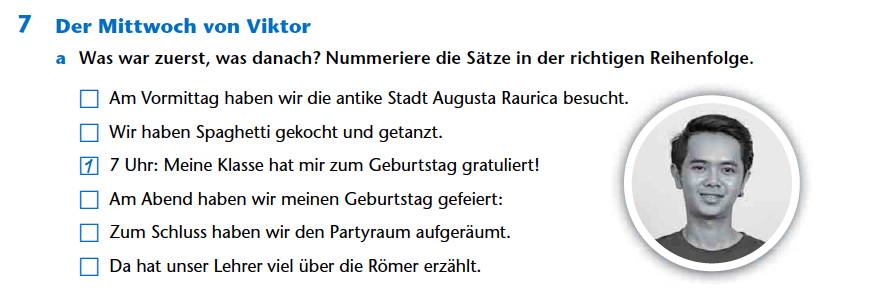 7 Der Mittwoch von Viktor
a Was war zuerst, was danach? Nummeriere die Sätze in der richtigen Reihenfolge.
Am Vormittag haben wir die antike Stadt Augusta Raurica besucht.
Wir haben Spaghetti gekocht und getanzt.
1 7 Uhr: Meine Klasse hat mir zum Geburtstag gratuliert!
Am Abend haben wir meinen Geburtstag gefeiert:
Zum Schluss haben wir den Partyraum aufgeräumt.
Da hat unser Lehrer viel über die Römer erzählt.